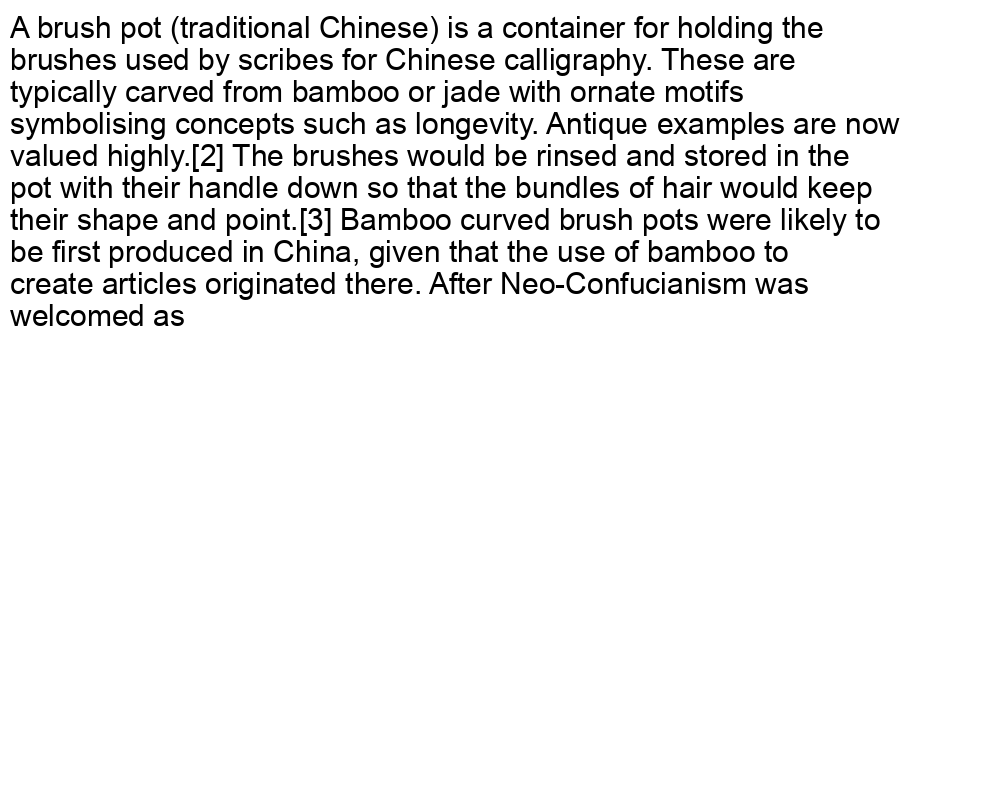 A brush pot (traditional Chinese) is a container for holding the
brushes used by scribes for Chinese calligraphy. These are
typically carved from bamboo or jade with ornate motifs
symbolising concepts such as longevity. Antique examples are now
valued highly.[2] The brushes would be rinsed and stored in the
pot with their handle down so that the bundles of hair would keep
their shape and point.[3] Bamboo curved brush pots were likely to
be first produced in China, given that the use of bamboo to
create articles originated there. After Neo-Confucianism was
welcomed as